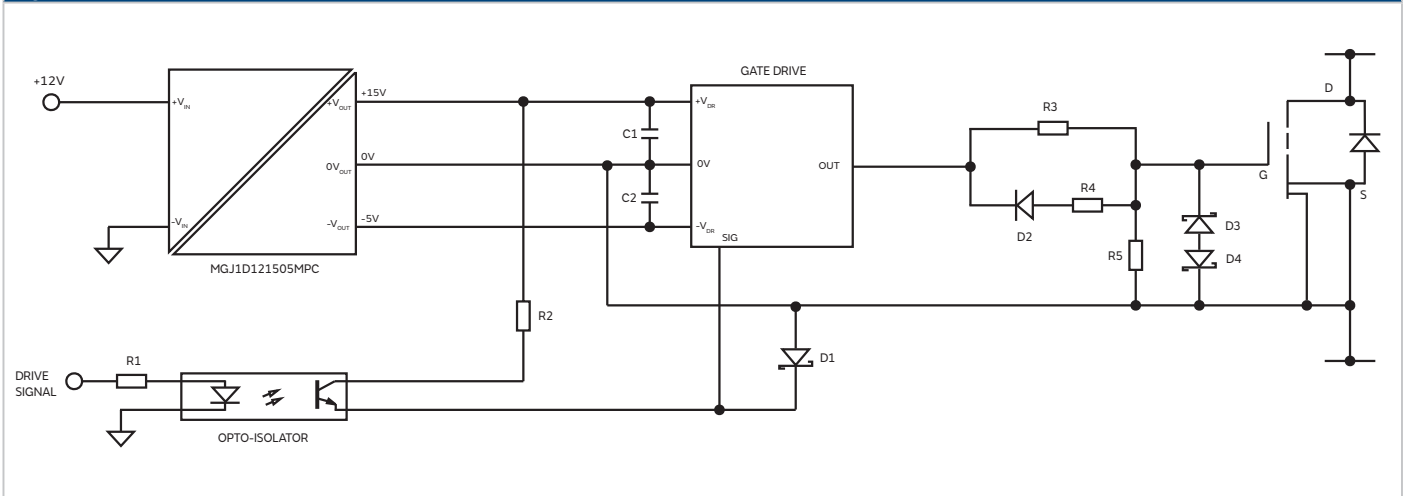 GATE DRIVE
+12V
+V_IN
+V_OUT
+15V
+V_DR
C1
0V_OUT
0V
0V
OUT
C2
-V_IN
-V_OUT
-5V
-V_DR
SIG
MGJ1D121505MPC
R3
R4
D2
R5
D
G
S
D3
D4
R2
D1
DRIVE
SIGNAL
R1
OPTO-ISOLATOR